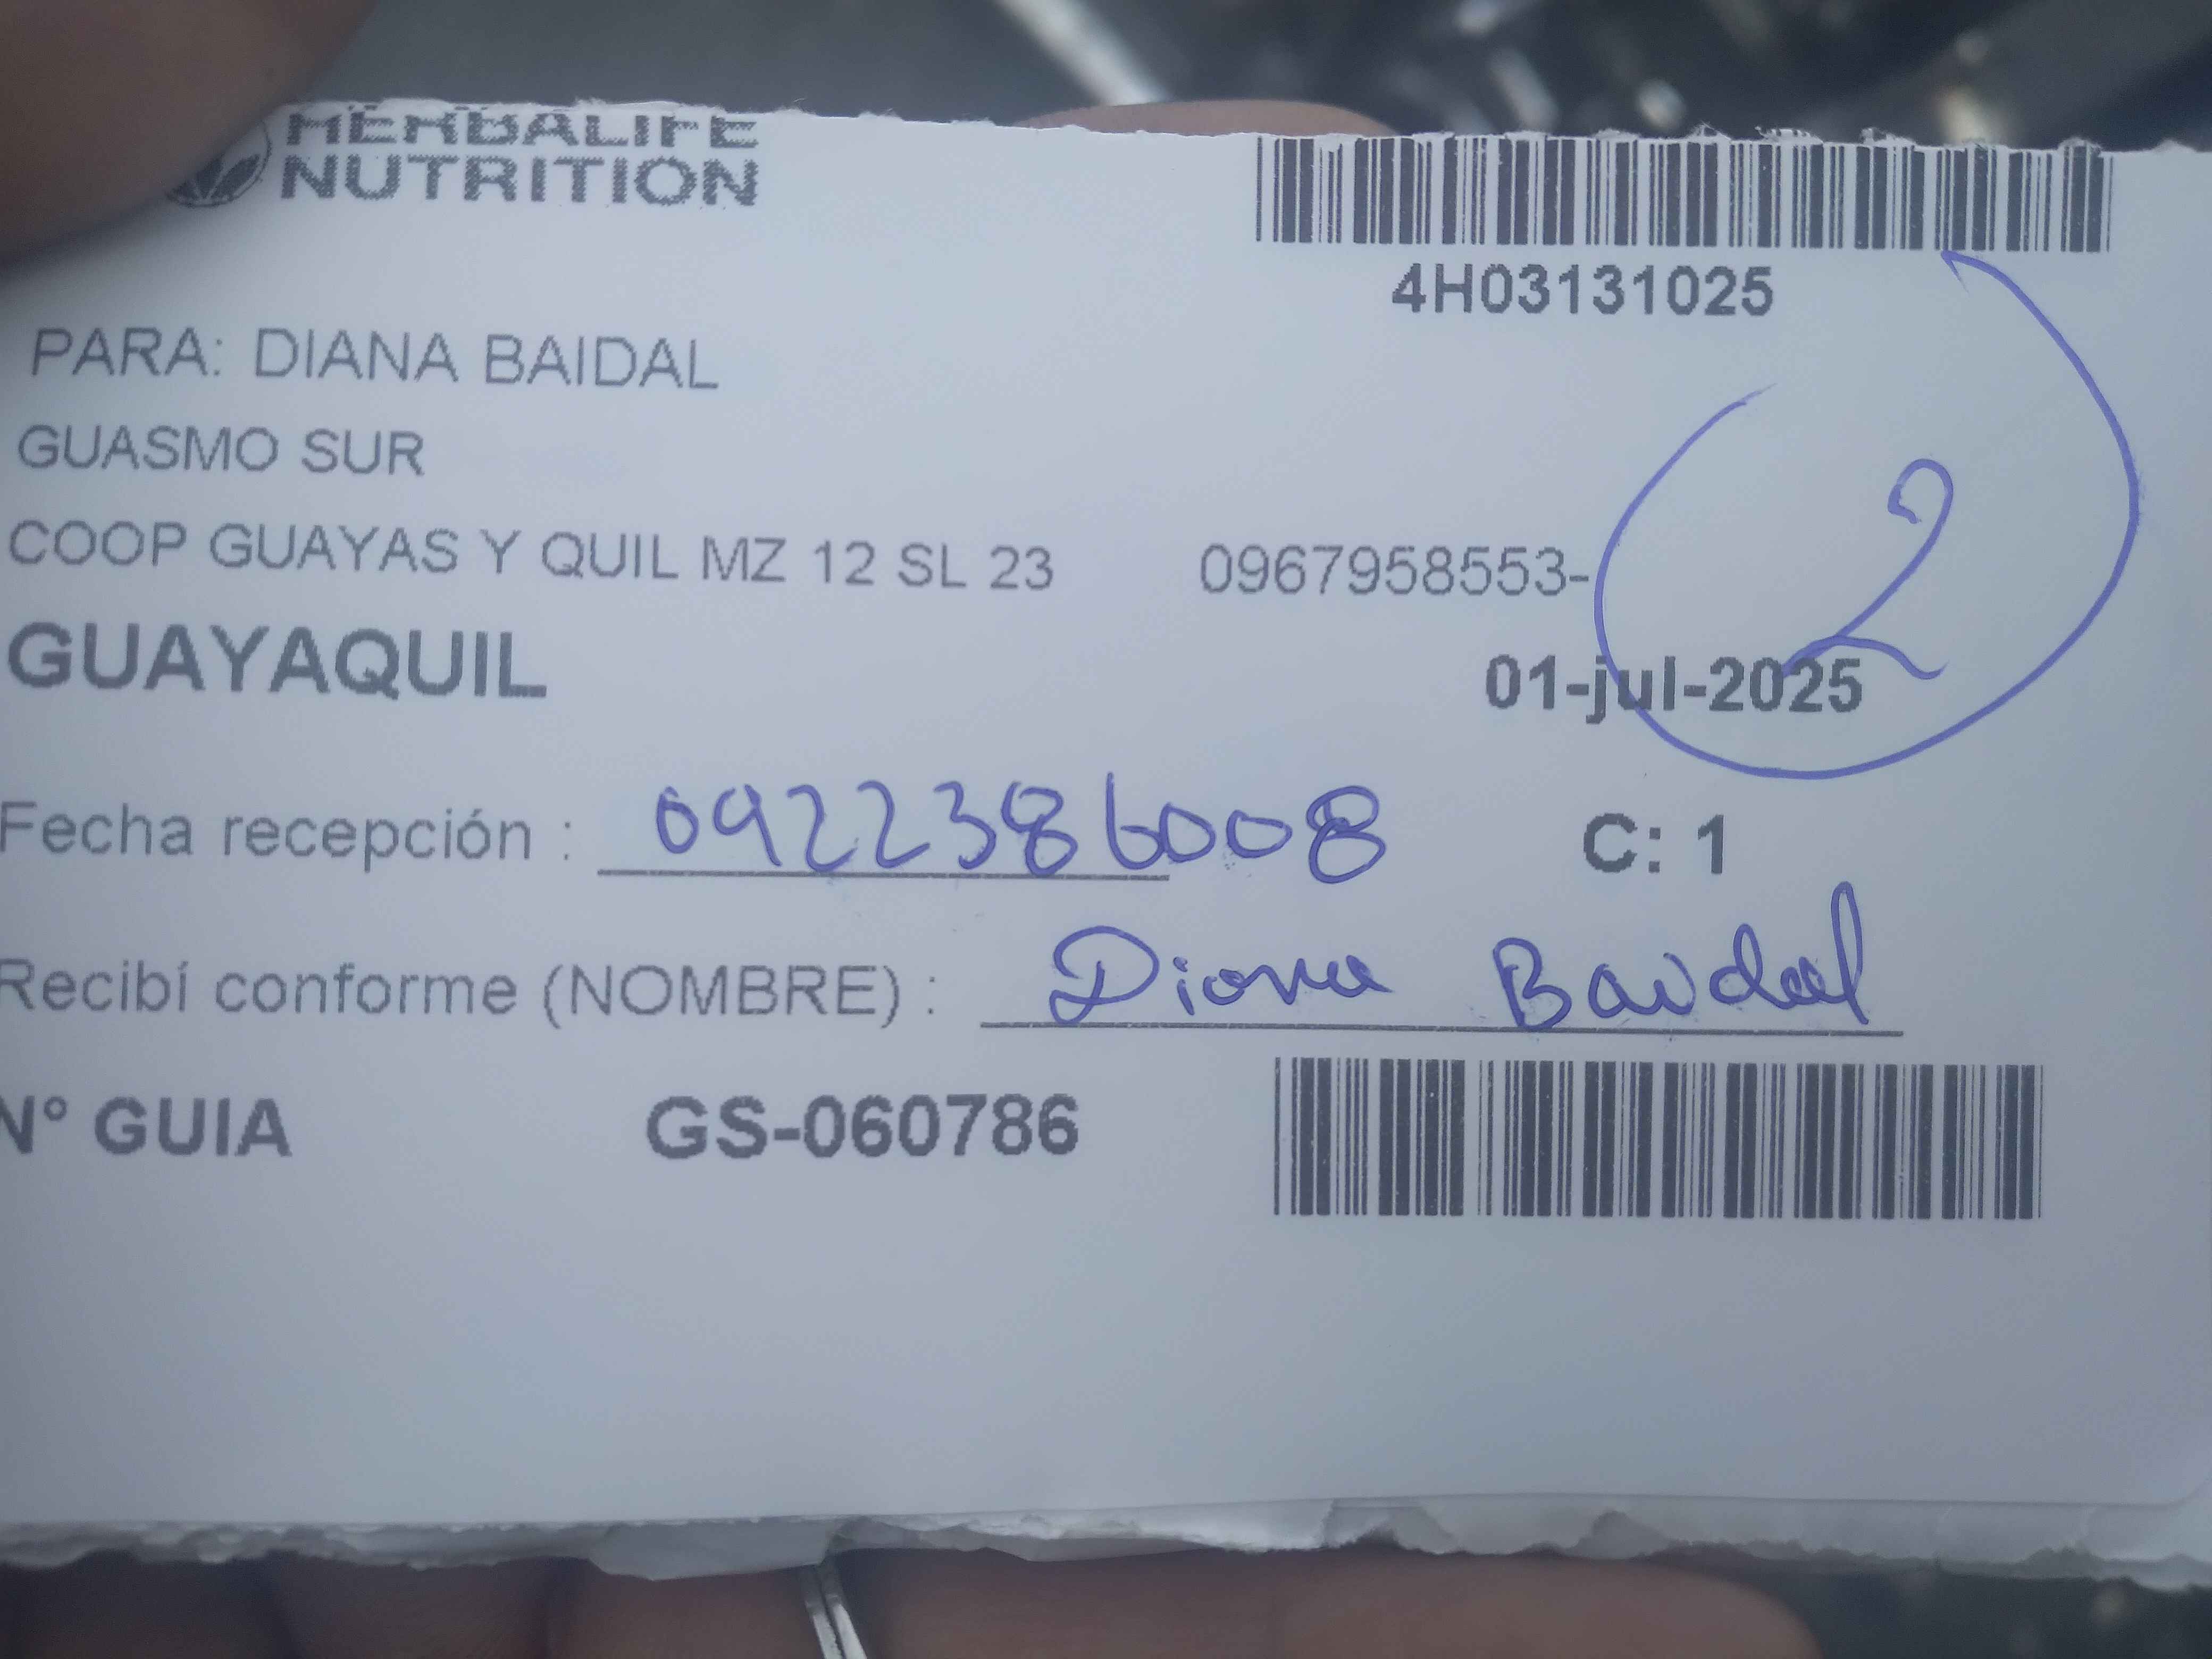 HERBALIFE
NUTRITION
4H03131025
PARA: DIANA BAIDAL
GUASMO SUR
COOP GUAYAS Y QUIL MZ 12 SL 23 0967958553-
2
GUAYAQUIL
01-jul-2025
Fecha recepción : 0922386008 C: 1
Recibí conforme (NOMBRE) : Diana Baidal
N° GUIA GS-060786